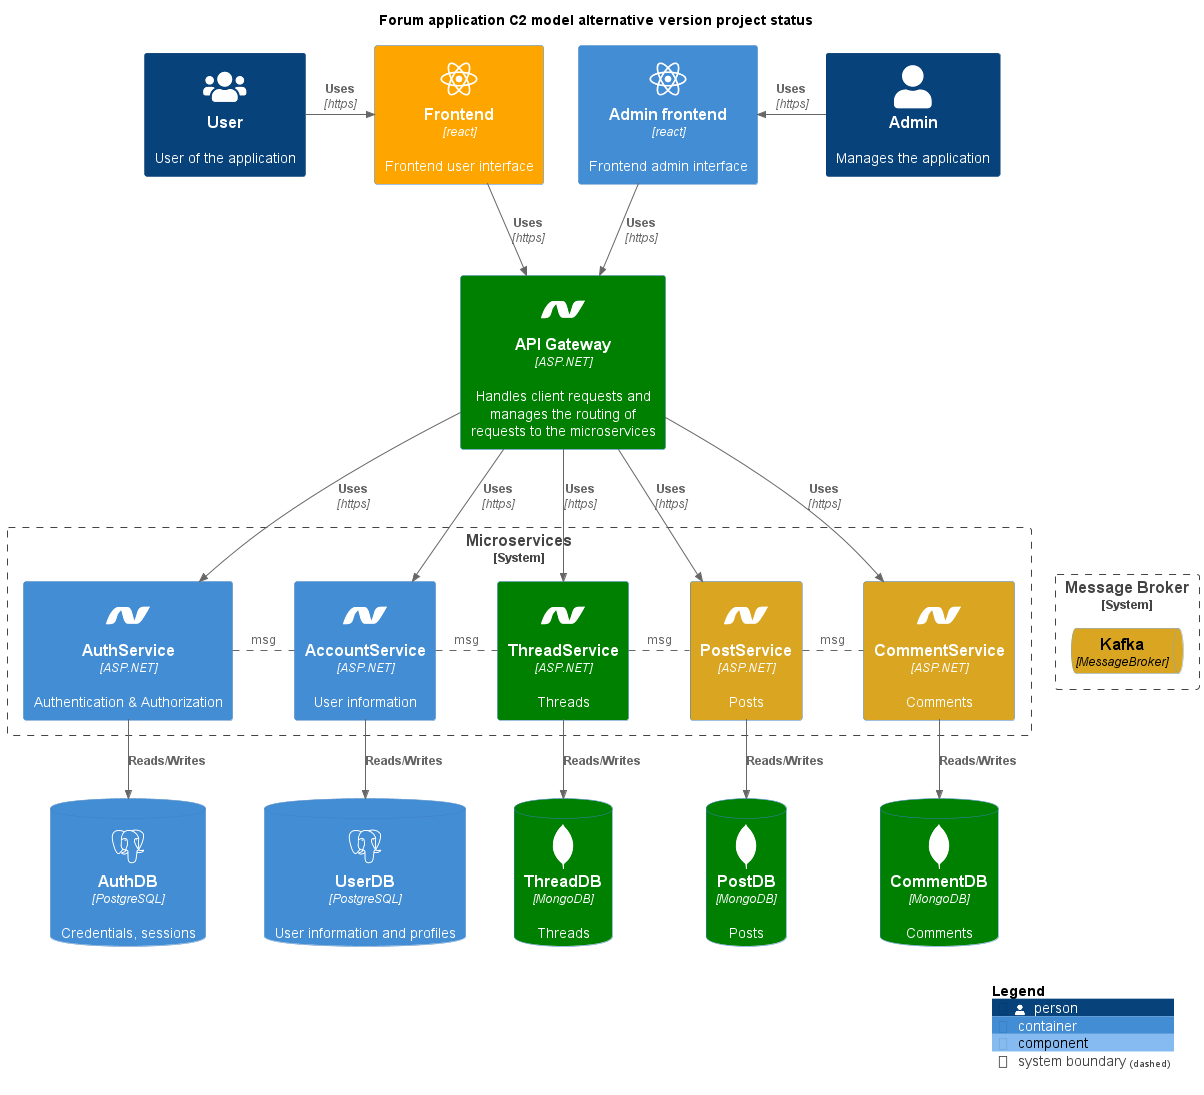 Forum application C2 model alternative version project status
User
User of the application
Uses
[https]
Frontend
[react]
Frontend user interface
Admin frontend
[react]
Frontend admin interface
Uses
[https]
Admin
Manages the application
Uses
[https]
Uses
[https]
API Gateway
[ASP.NET]
Handles client requests and
manages the routing of
requests to the microservices
Uses
[https]
Uses
[https]
Uses
[https]
Uses
[https]
Uses
[https]
Microservices
[System]
AuthService
[ASP.NET]
Authentication & Authorization
msg
AccountService
[ASP.NET]
User information
msg
ThreadService
[ASP.NET]
Threads
msg
PostService
[ASP.NET]
Posts
msg
CommentService
[ASP.NET]
Comments
Message Broker
[System]
Kafka
[MessageBroker]
Reads/Writes
Reads/Writes
Reads/Writes
Reads/Writes
Reads/Writes
AuthDB
[PostgreSQL]
Credentials, sessions
UserDB
[PostgreSQL]
User information and profiles
ThreadDB
[MongoDB]
Threads
PostDB
[MongoDB]
Posts
CommentDB
[MongoDB]
Comments
Legend
person
container
component
system boundary (dashed)